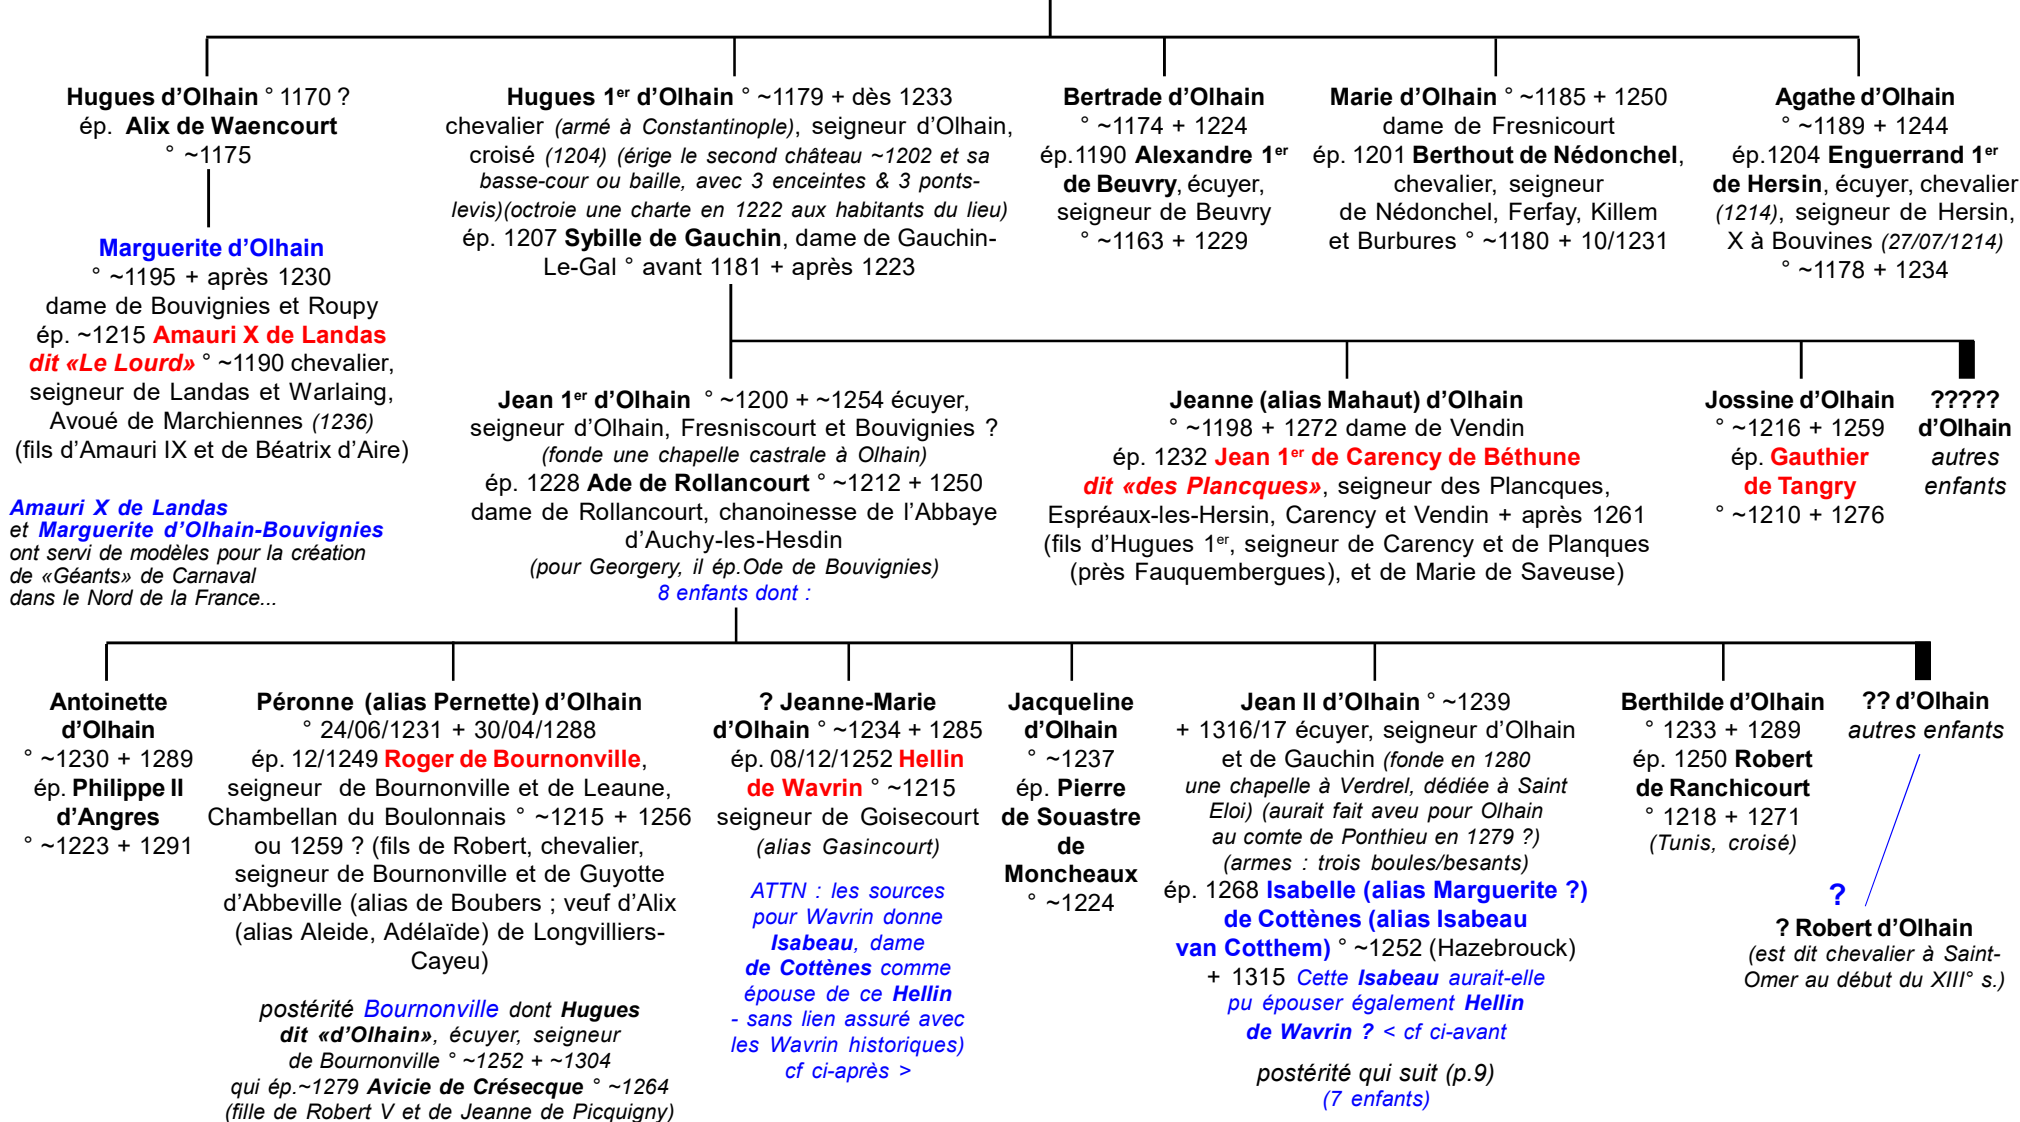 Hugues d'Olhain ° 1170 ?
ép. Alix de Waencourt
° ~1175
Marguerite d'Olhain
° ~1195 + après 1230
dame de Bouvignies et Roupy
ép. ~1215 Amaury X de Landas
dit «Le Lourd» ° ~1190 chevalier,
seigneur de Landas et Warlaing,
Avoué de Marchiennes (1236)
(fils d'Amauri IX et de Béatrix d'Aire)
Amauri X de Landas
et Marguerite d'Olhain-Bouvignies
ont servi de modèles pour la création
de «Géants» de Carnaval
dans le Nord de la France...
Hugues 1er d'Olhain ° ~1179 + dès 1233
chevalier (armé à Constantinople), seigneur d'Olhain,
croisé (1204) (érige le second château ~1202 et sa
basse-cour ou baille, avec 3 enceintes & 3 ponts-
levis)(octroie une charte en 1222 aux habitants du lieu)
ép. 1207 Sybille de Gauchin, dame de Gauchin-
Le-Gal ° avant 1181 + après 1223
Bertrade d'Olhain
° ~1174 + 1224
ép.1190 Alexandre 1er
de Beuvry, écuyer,
seigneur de Beuvry
° ~1163 + 1229
Marie d'Olhain ° ~1185 + 1250
dame de Fresnicourt
ép. 1201 Berthout de Nédonchel,
chevalier, seigneur
de Nédonchel, Ferfay, Killem
et Burbures ° ~1180 + 10/1231
Agathe d'Olhain
° ~1189 + 1244
ép.1204 Enguerrand 1er
de Hersin, écuyer, chevalier
(1214), seigneur de Hersin,
X à Bouvines (27/07/1214)
° ~1178 + 1234
Jean 1er d'Olhain ° ~1200 + ~1254 écuyer,
seigneur d'Olhain, Fresniscourt et Bouvignies ?
(fonde une chapelle castrale à Olhain)
ép. 1228 Ade de Rollancourt ° ~1212 + 1250
dame de Rollancourt, chanoinesse de l'Abbaye
d'Auchy-les-Hesdin
(pour Georgery, il ép.Ode de Bouvignies)
8 enfants dont :
Jeanne (alias Mahaut) d'Olhain
° ~1198 + 1272 dame de Vendin
ép. 1232 Jean 1er de Carency de Béthune
dit «des Plancques», seigneur des Plancques,
Espréaux-les-Hersin, Carency et Vendin + après 1261
(fils d'Hugues 1er, seigneur de Carency et de Planques
(près Fauquembergues), et de Marie de Saveuse)
Jossine d'Olhain
° ~1216 + 1259
ép. Gauthier
de Tangry
° ~1210 + 1276
?????
d'Olhain
autres
enfants
Antoinette
d'Olhain
° ~1230 + 1289
ép. Philippe II
d'Angres
° ~1223 + 1291
Péronne (alias Pernette) d'Olhain
° 24/06/1231 + 30/04/1288
ép. 12/1249 Roger de Bournonville,
seigneur de Bournonville et de Leaune,
Chambellan du Boulonnais ° ~1215 + 1256
ou 1259 ? (fils de Robert, chevalier,
seigneur de Bournonville et de Guyotte
d'Abbeville (alias de Boubers ; veuf d'Alix
(alias Aleide, Adélaïde) de Longvilliers-
Cayeu)
postérité Bournonville dont Hugues
dit «d'Olhain», écuyer, seigneur
de Bournonville ° ~1252 + ~1304
qui ép.~1279 Avicie de Crésecque ° ~1264
(fille de Robert V et de Jeanne de Picquigny)
? Jeanne-Marie
d'Olhain ° ~1234 + 1285
ép. 08/12/1252 Hellin
de Wavrin ° ~1215
seigneur de Goisecourt
(alias Gasincourt)
ATTN : les sources
pour Wavrin donne
Isabeau, dame
de Cottènes comme
épouse de ce Hellin
- sans lien assuré avec
les Wavrin historiques)
cf ci-après >
Jacqueline
d'Olhain
° ~1237
ép. Pierre
de Souastre
de
Moncheaux
° ~1224
Jean II d'Olhain ° ~1239
+ 1316/17 écuyer, seigneur d'Olhain
et de Gauchin (fonde en 1280
une chapelle à Verdrel, dédiée à Saint
Eloi) (aurait fait aveu pour Olhain
au comte de Ponthieu en 1279 ?)
(armes : trois boules/besants)
ép. 1268 Isabelle (alias Marguerite ?)
de Cottènes (alias Isabeau
van Cotthem) ° ~1252 (Hazebrouck)
+ 1315 Cette Isabeau aurait-elle
pu épouser également Hellin
de Wavrin ? < cf ci-avant
postérité qui suit (p.9)
(7 enfants)
Berthilde d'Olhain
° 1233 + 1289
ép. 1250 Robert
de Ranchicourt
° 1218 + 1271
(Tunis, croisé)
?? d'Olhain
autres enfants
?
? Robert d'Olhain
(est dit chevalier à Saint-
Omer au début du XIII° s.)